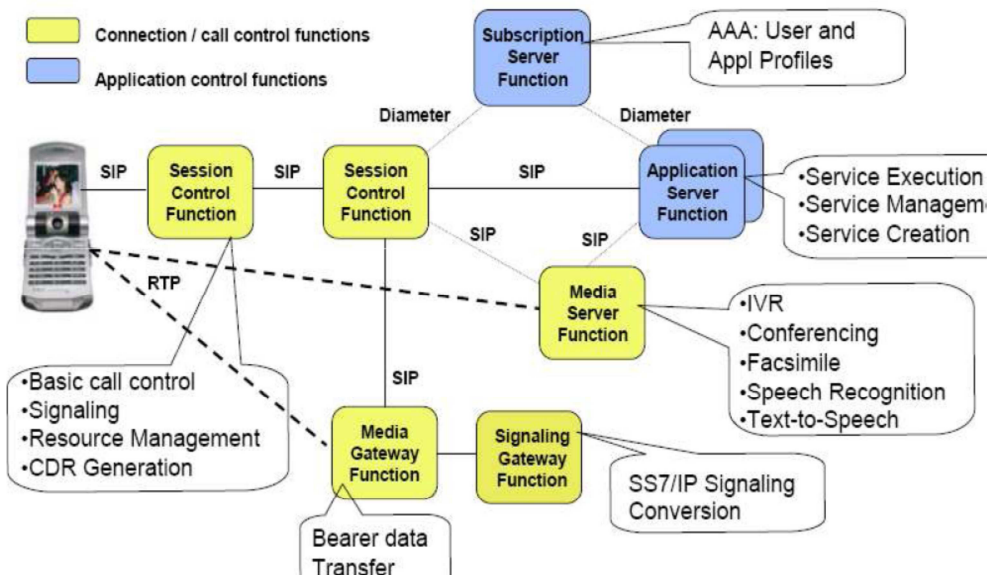 Connection / call control functions
Application control functions
Subscription
Server
Function
AAA: User and
Appl Profiles
Diameter
Diameter
SIP
Session
Control
Function
SIP
Session
Control
Function
SIP
Application
Server
Function
•Service Execution
•Service Manageme
•Service Creation
SIP
SIP
RTP
Media
Server
Function
•IVR
•Conferencing
•Facsimile
•Speech Recognition
•Text-to-Speech
•Basic call control
•Signaling
•Resource Management
•CDR Generation
SIP
Media
Gateway
Function
Signaling
Gateway
Function
SS7/IP Signaling
Conversion
Bearer data
Transfer